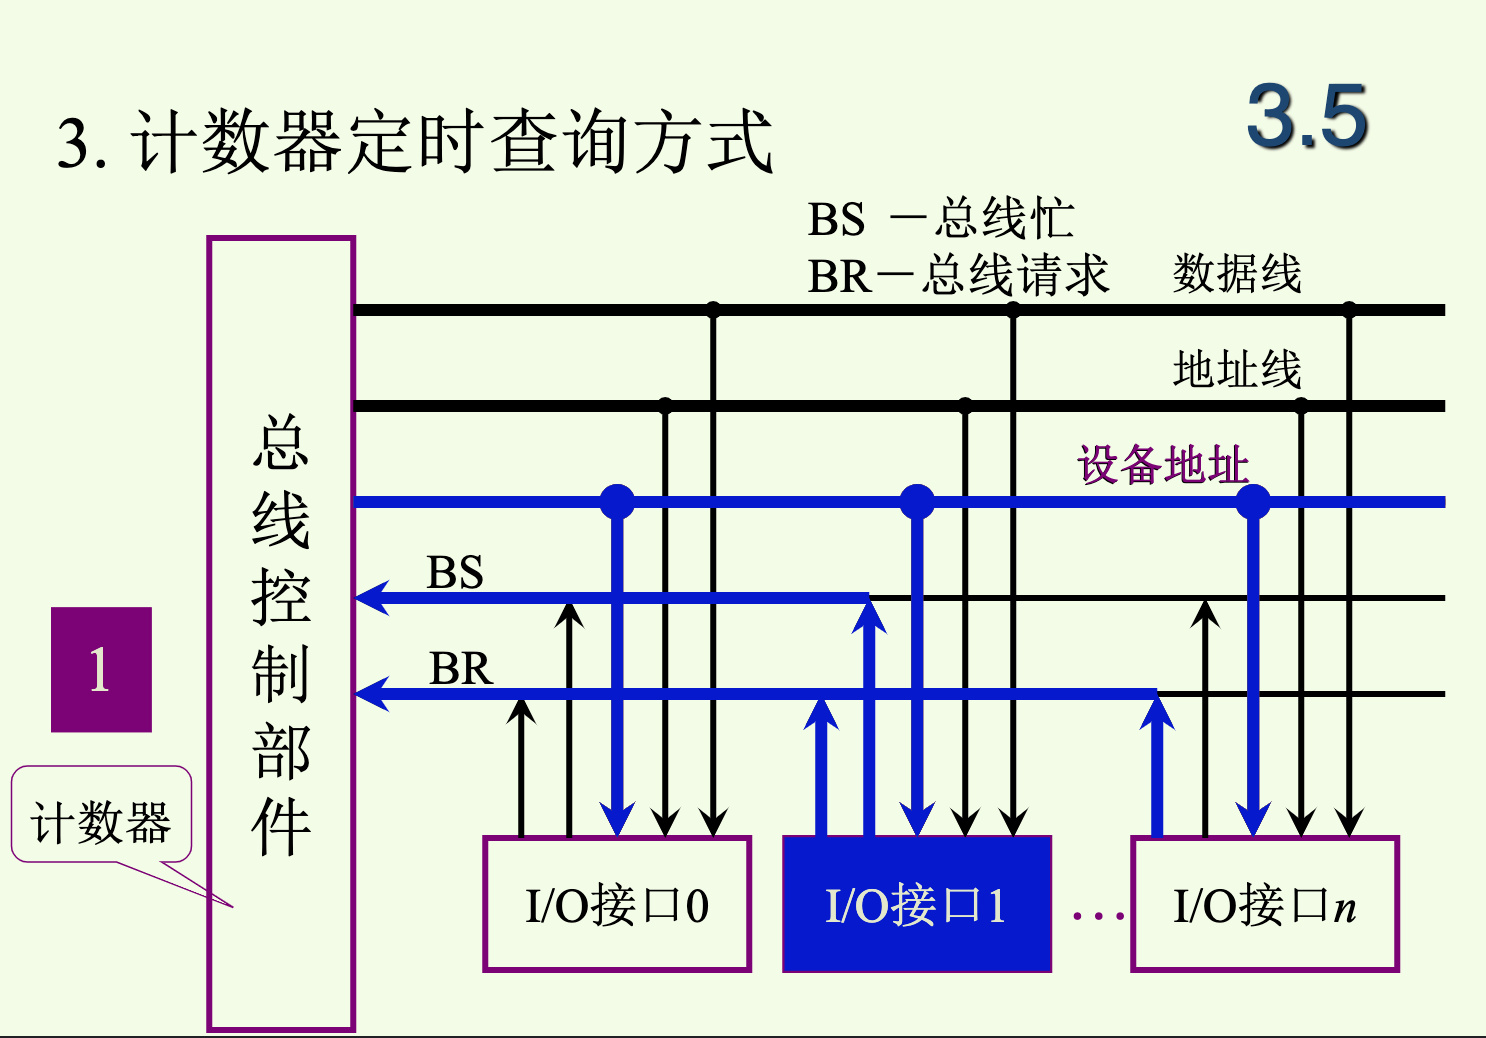 3. 计数器定时查询方式
3.5
BS －总线忙
BR－总线请求
数据线
地址线
设备地址
BS
BR
总线控制部件
1
计数器
I/O接口0
I/O接口1
…
I/O接口n